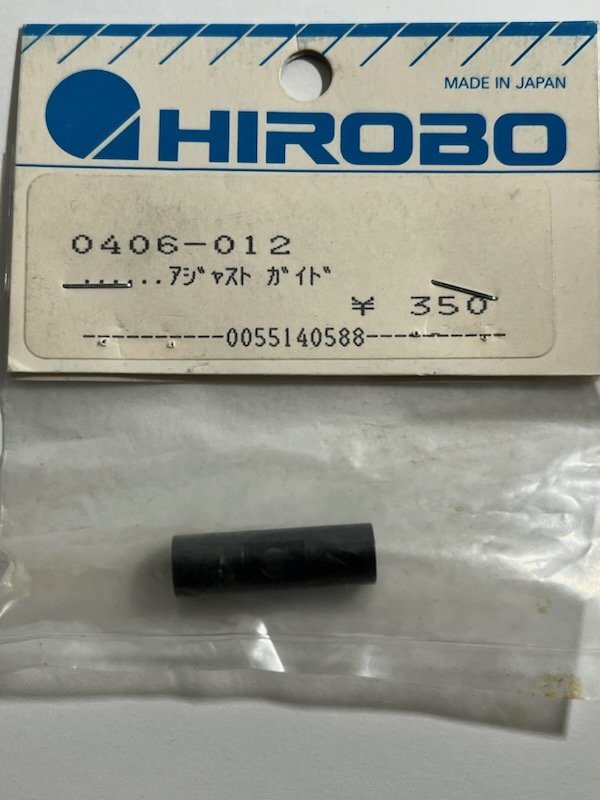 MADE IN JAPAN
HIROBO
0406-012
......ｱｼﾞｬｽﾄ ｶﾞｲﾄﾞ
¥ 350
----------0055140588----------